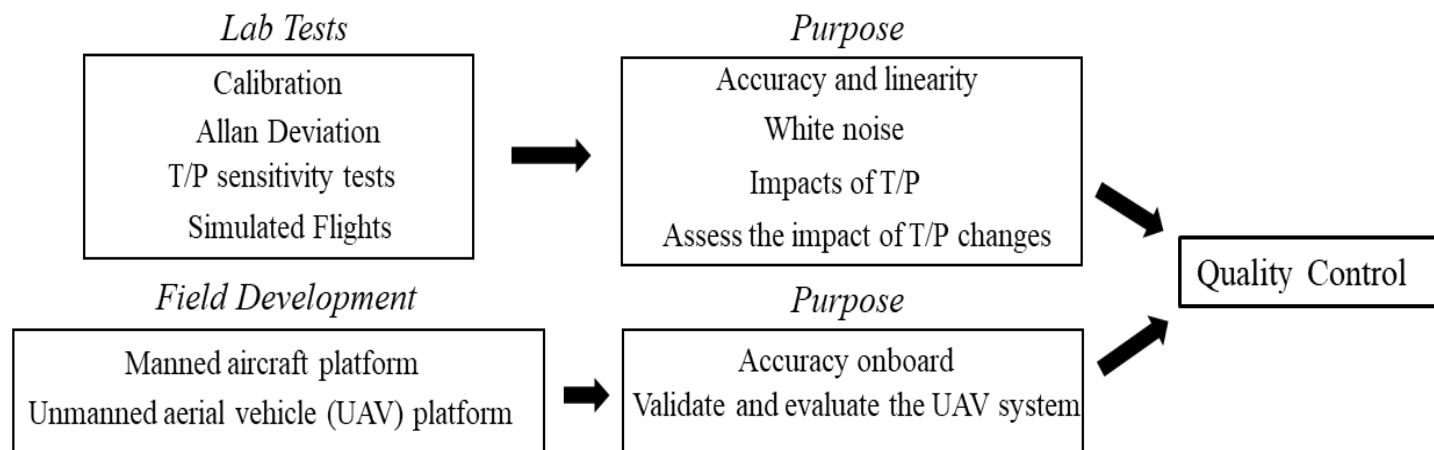 Lab Tests
Calibration
Allan Deviation
T/P sensitivity tests
Simulated Flights
Purpose
Accuracy and linearity
White noise
Impacts of T/P
Assess the impact of T/P changes
Field Development
Manned aircraft platform
Unmanned aerial vehicle (UAV) platform
Purpose
Accuracy onboard
Validate and evaluate the UAV system
Quality Control